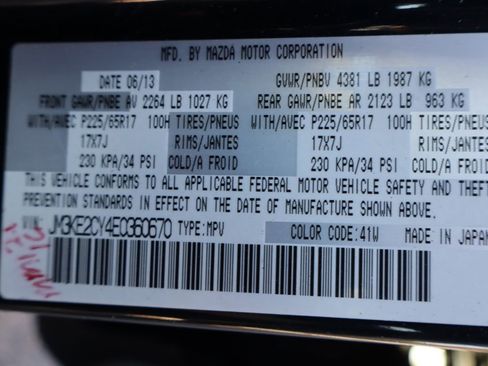 MFD. BY MAZDA MOTOR CORPORATION
DATE 06/13 GVWR/PNBV 4381 LB 1987 KG
FRONT GAWR/PNBE AV 2264 LB 1027 KG REAR GAWR/PNBE AR 2123 LB 963 KG
WITH/AVEC P225/65R17 100H TIRES/PNEUS WITH/AVEC P225/65R17 100H TIRES/PNEUS
17X7J RIMS/JANTES 17X7J RIMS/JANTES
230 KPA/34 PSI COLD/A FROID 230 KPA/34 PSI COLD/A FROID
THIS VEHICLE CONFORMS TO ALL APPLICABLE FEDERAL MOTOR VEHICLE SAFETY AND THEFT
PREVENTION STANDARDS IN EFFECT ON THE DATE OF MANUFACTURE SHOWN ABOVE.
VIN: JM3KE2CY4E0360670 TYPE:MPV COLOR CODE:41W MADE IN JAPAN